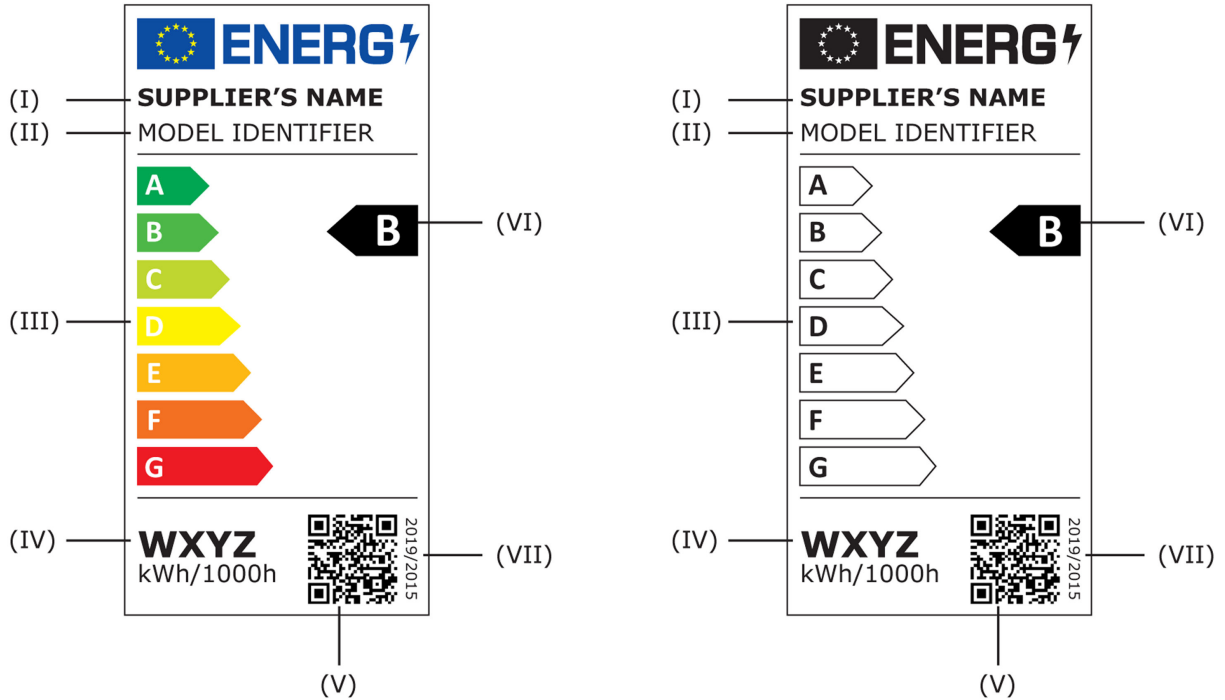 ENERG
(I) SUPPLIER'S NAME
(II) MODEL IDENTIFIER
A
B
B
(VI)
C
(III)
D
E
F
G
(IV)
WXYZ
kWh/1000h
2019/2015
(VII)
(V)
ENERG
(I) SUPPLIER'S NAME
(II) MODEL IDENTIFIER
A
B
B
(VI)
C
(III)
D
E
F
G
(IV)
WXYZ
kWh/1000h
2019/2015
(VII)
(V)